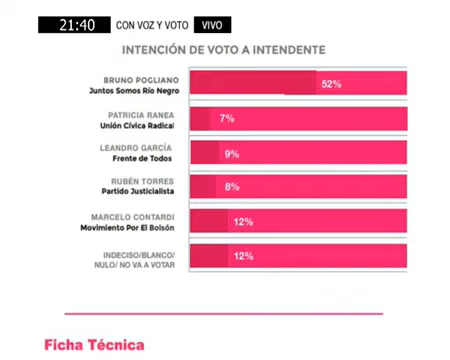 21:40 CON VOZ Y VOTO VIVO
INTENCIÓN DE VOTO A INTENDENTE
BRUNO POGLIANO
Juntos Somos Río Negro
52%
PATRICIA RANEA
Unión Cívica Radical
7%
LEANDRO GARCÍA
Frente de Todos
9%
RUBÉN TORRES
Partido Justicialista
8%
MARCELO CONTARDI
Movimiento Por El Bolsón
12%
INDECISO/BLANCO/
NULO/ NO VA A VOTAR
12%
Ficha Técnica